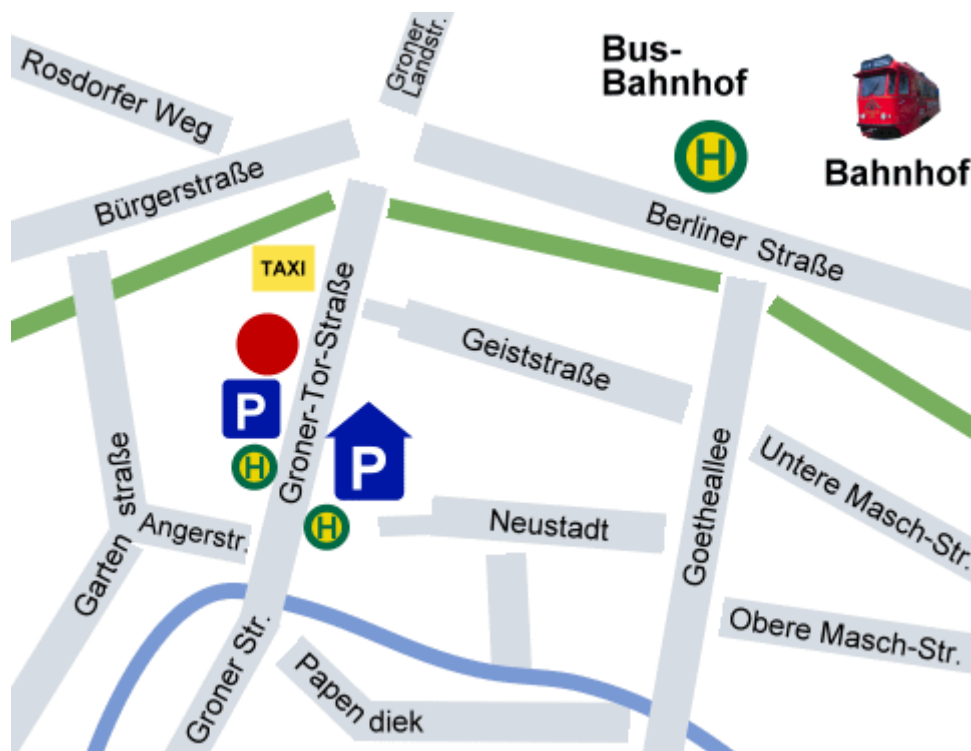 Groner
Landstr.
Bus-
Bahnhof
H
Bahnhof
Rosdorfer Weg
Bürgerstraße
Berliner Straße
TAXI
Groner-Tor-Straße
Geiststraße
P
P
H
H
Garten
straße
Angerstr.
Neustadt
Goetheallee
Untere Masch-Str.
Obere Masch-Str.
Groner Str.
Papen
diek